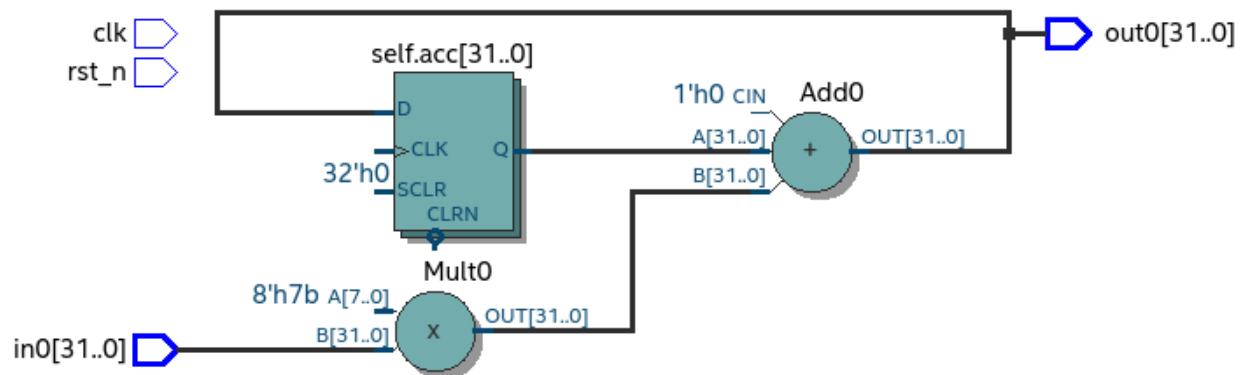 clk
rst_n
self.acc[31..0]
D
CLK
Q
32'h0
SCLR
CLRN
Mult0
8'h7b A[7..0]
B[31..0]
x
OUT[31..0]
in0[31..0]
1'h0 CIN
Add0
A[31..0]
B[31..0]
+
OUT[31..0]
out0[31..0]